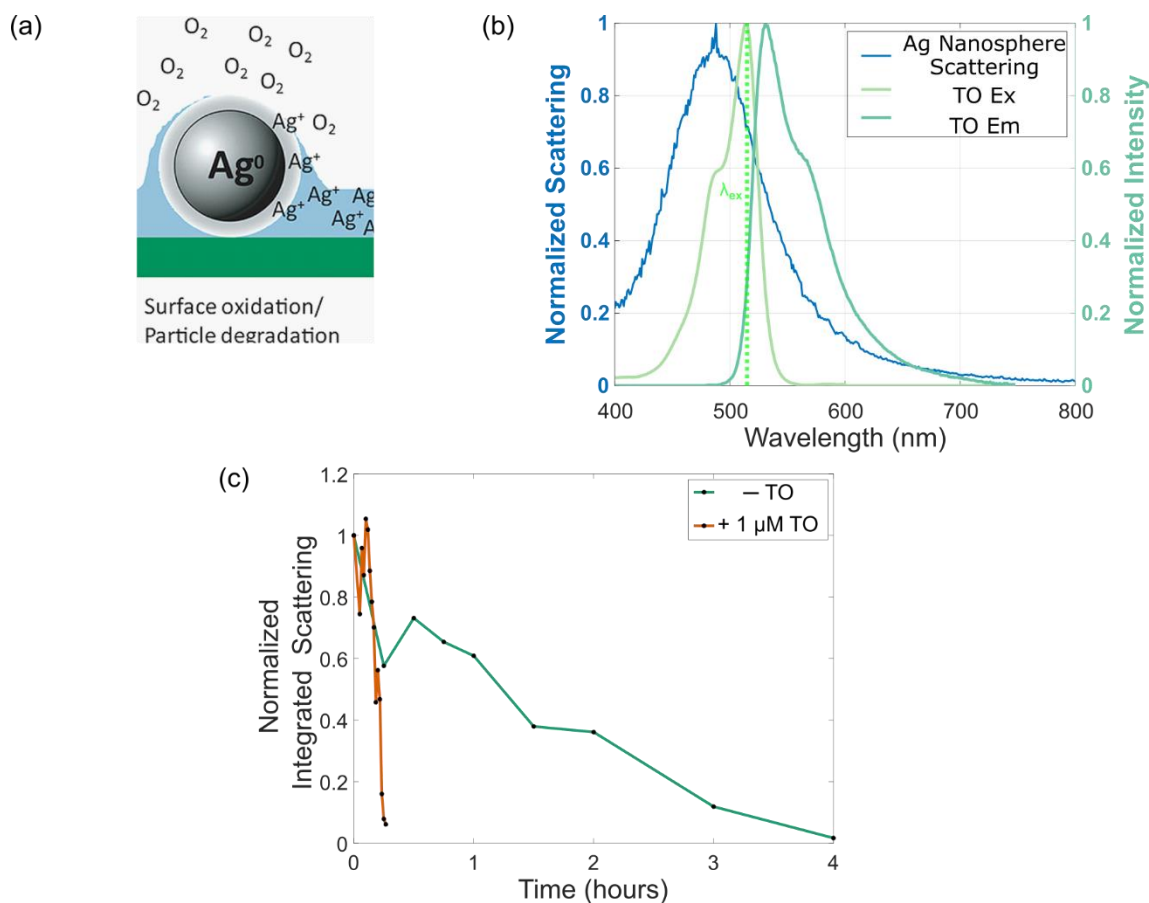 (a)
O₂
O₂
O₂
O₂
O₂
O₂
O₂
O₂
Ag⁺ O₂
Ag⁰
Ag⁺
Ag⁺
Ag⁺
Ag⁺
Ag⁺
Surface oxidation/
Particle degradation
(b)
Normalized Scattering
1
0.8
0.6
0.4
0.2
0
Ag Nanosphere
Scattering
TO Ex
TO Em
λex
1
0.8
0.6
0.4
0.2
0
Normalized Intensity
400
500
600
700
800
Wavelength (nm)
(c)
Normalized
Integrated Scattering
1.2
1
0.8
0.6
0.4
0.2
0
— TO
+ 1 µM TO
0
1
2
3
4
Time (hours)